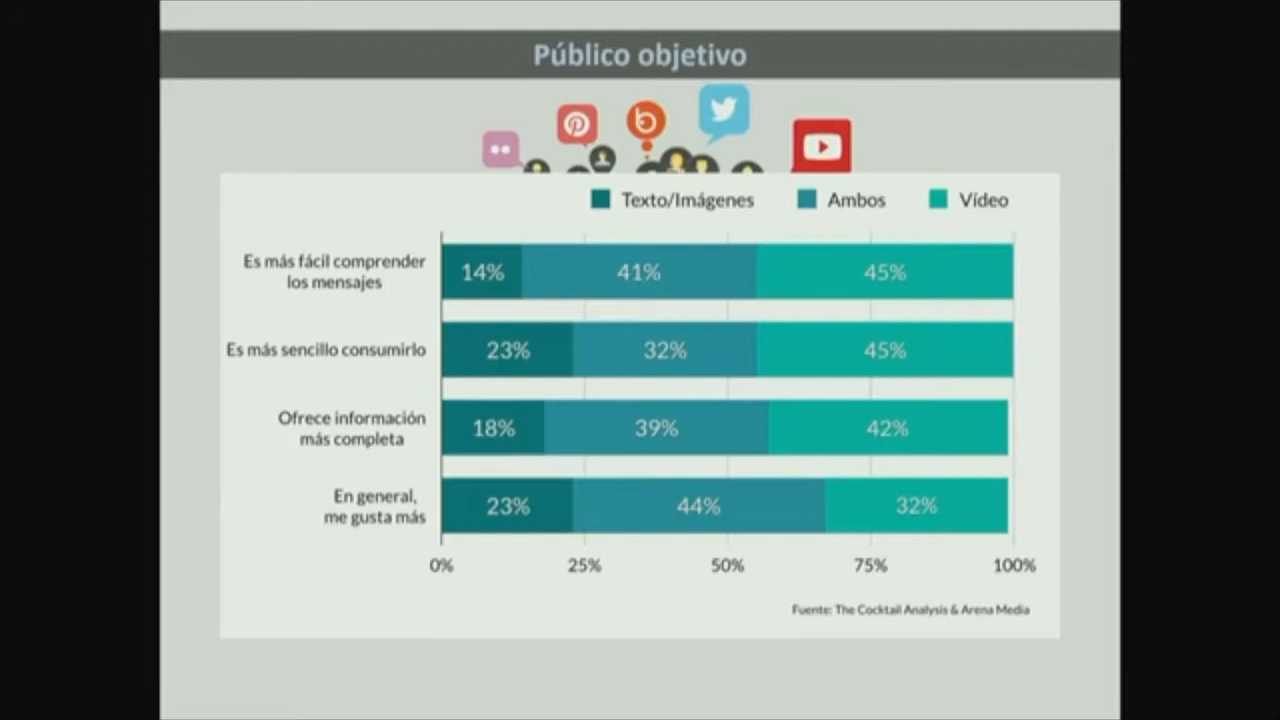 Público objetivo
Texto/Imágenes Ambos Vídeo
Es más fácil comprender
los mensajes
14% 41% 45%
Es más sencillo consumirlo
23% 32% 45%
Ofrece información
más completa
18% 39% 42%
En general,
me gusta más
23% 44% 32%
0% 25% 50% 75% 100%
Fuente: The Cocktail Analysis & Arena Media